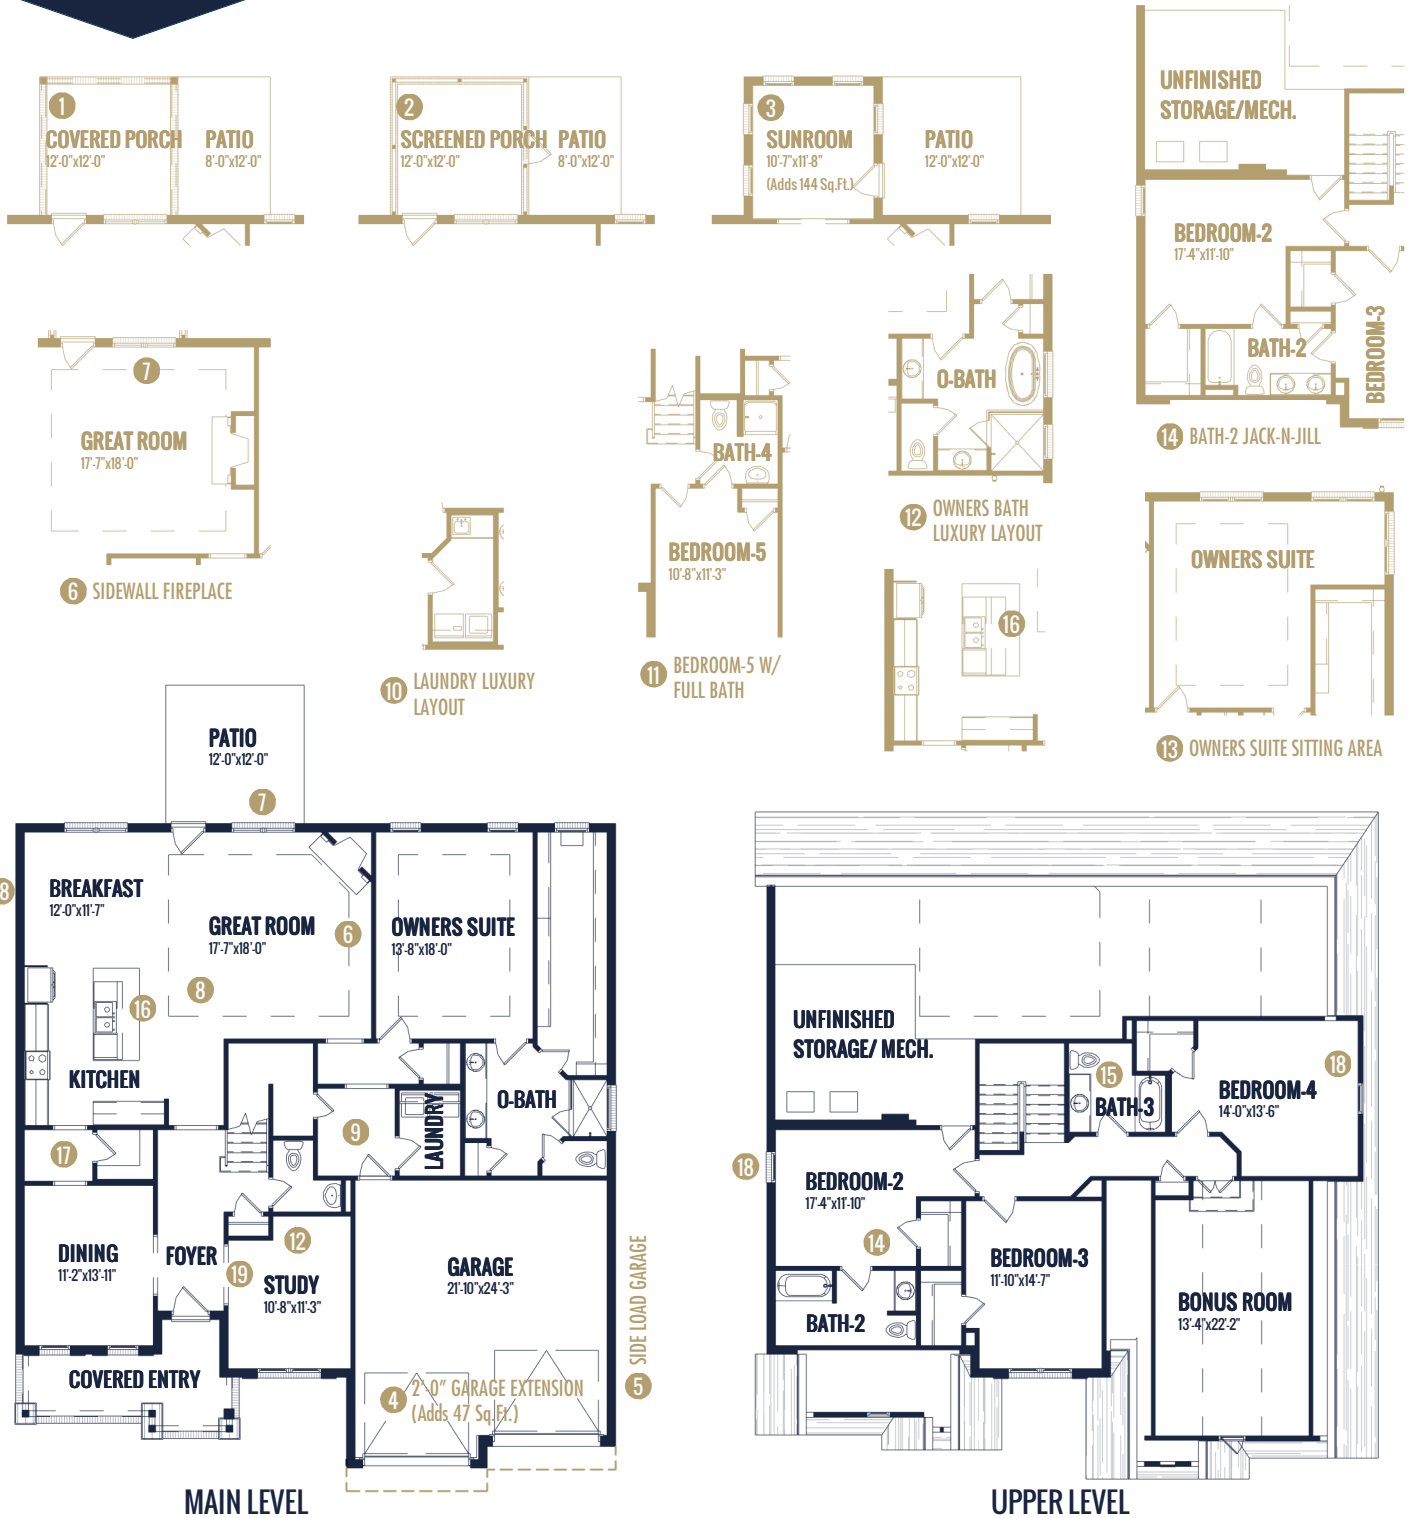 1
COVERED PORCH
12'-0"x12'-0"
PATIO
8'-0"x12'-0"
2
SCREENED PORCH
12'-0"x12'-0"
PATIO
8'-0"x12'-0"
3
SUNROOM
10'-7"x11'-8"
(Adds 144 Sq.Ft.)
PATIO
12'-0"x12'-0"
UNFINISHED
STORAGE/MECH.
BEDROOM-2
17'-4"x11'-10"
BATH-2
BEDROOM-3
14 BATH-2 JACK-N-JILL
7
GREAT ROOM
17'-7"x18'-0"
6 SIDEWALL FIREPLACE
10 LAUNDRY LUXURY
LAYOUT
BATH-4
BEDROOM-5
10'-8"x11'-3"
11 BEDROOM-5 W/
FULL BATH
O-BATH
12 OWNERS BATH
LUXURY LAYOUT
16
OWNERS SUITE
13 OWNERS SUITE SITTING AREA
PATIO
12'-0"x12'-0"
7
8
BREAKFAST
12'-0"x11'-7"
GREAT ROOM
17'-7"x18'-0"
6
OWNERS SUITE
13'-8"x18'-0"
8
16
KITCHEN
O-BATH
LAUNDRY
9
17
DINING
11'-2"x13'-11"
FOYER
19
12
STUDY
10'-8"x11'-3"
GARAGE
21'-10"x24'-3"
5 SIDE LOAD GARAGE
COVERED ENTRY
4 2'-0" GARAGE EXTENSION
(Adds 47 Sq.Ft.)
MAIN LEVEL
UNFINISHED
STORAGE/ MECH.
15
BATH-3
18
BEDROOM-4
14'-0"x13'-6"
18
BEDROOM-2
17'-4"x11'-10"
14
BEDROOM-3
11'-10"x14'-7"
BATH-2
BONUS ROOM
13'-4"x22'-2"
UPPER LEVEL